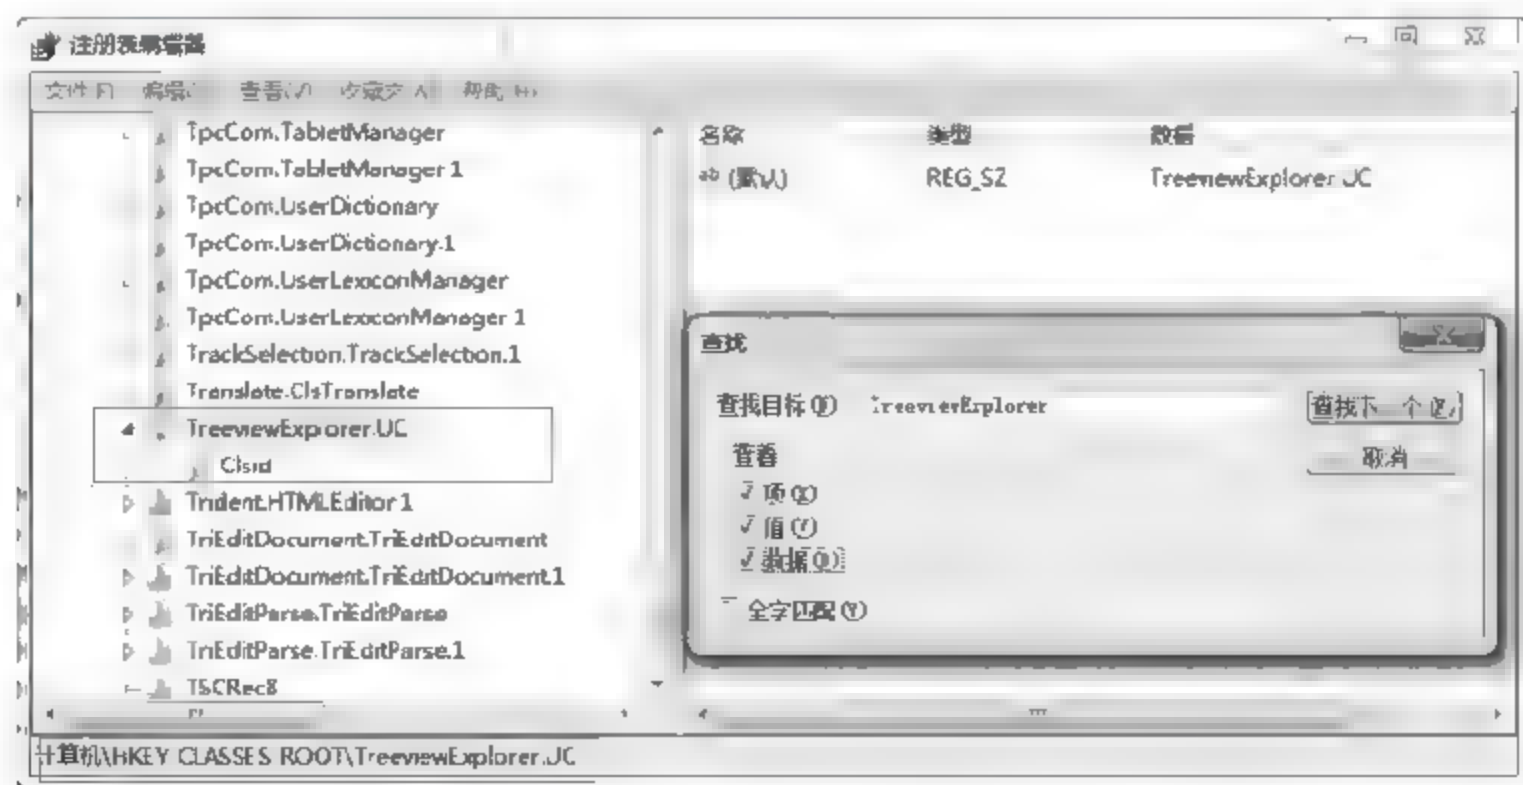 注册表编辑器
文件(F) 编辑(E) 查看(V) 收藏夹(A) 帮助(H)
TpcCom.TabletManager
TpcCom.TabletManager.1
TpcCom.UserDictionary
TpcCom.UserDictionary.1
TpcCom.UserLexiconManager
TpcCom.UserLexiconManager.1
TrackSelection.TrackSelection.1
Translate.ClsTranslate
TreeviewExplorer.UC
Clsid
Trident.HTMLEditor.1
TriEditDocument.TriEditDocument
TriEditDocument.TriEditDocument.1
TriEditParse.TriEditParse
TriEditParse.TriEditParse.1
TSCRec8
名称 类型 数据
ab (默认) REG_SZ TreeviewExplorer.UC
查找
查找目标(N) TreeviewExplorer 查找下一个(F)
取消
查看
项(K)
值(V)
数据(D)
全字匹配(W)
计算机\HKEY_CLASSES_ROOT\TreeviewExplorer.UC